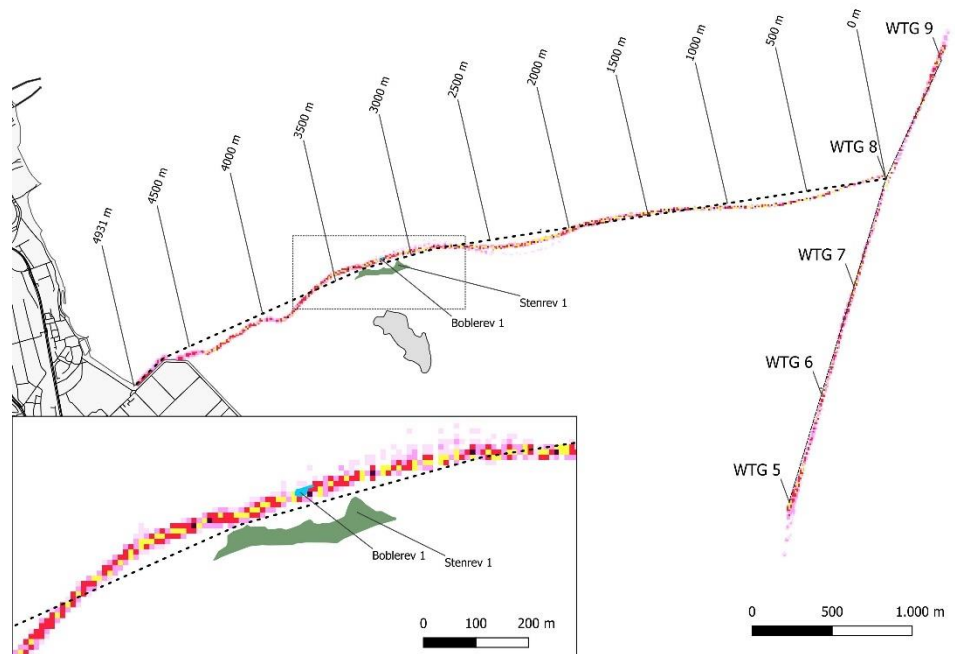 WTG 9
0 m
500 m
1000 m
1500 m
2000 m
2500 m
3000 m
3500 m
4000 m
4500 m
4931 m
WTG 8
WTG 7
WTG 6
WTG 5
Stenrev 1
Boblerev 1
Boblerev 1
Stenrev 1
0 100 200 m
0 500 1.000 m